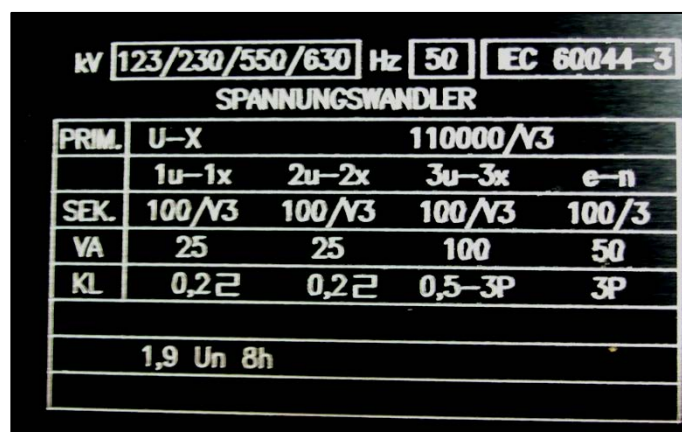 kV 123/230/550/630 Hz 50 IEC 60044-3
SPANNUNGSWANDLER
PRIM. U-X 110000/√3
1u-1x 2u-2x 3u-3x e-n
SEK. 100/√3 100/√3 100/√3 100/3
VA 25 25 100 50
KL 0,2 0,2 0,5-3P 3P
1,9 Un 8h